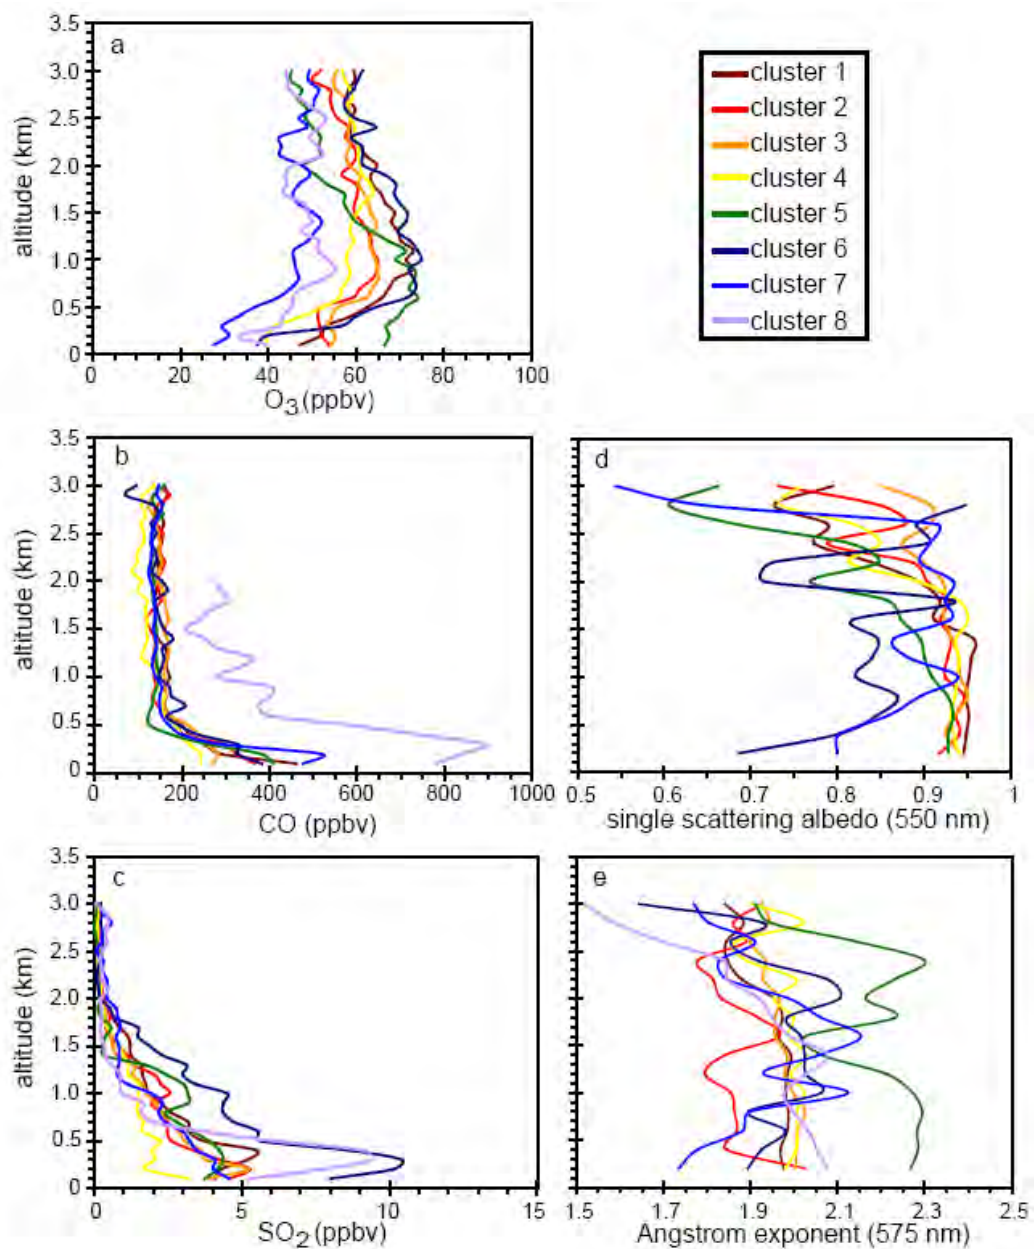 a
3.5
3.0
2.5
2.0
1.5
1.0
0.5
0
altitude (km)
0 20 40 60 80 100
O3 (ppbv)
cluster 1
cluster 2
cluster 3
cluster 4
cluster 5
cluster 6
cluster 7
cluster 8
b
3.5
3.0
2.5
2.0
1.5
1.0
0.5
0
altitude (km)
0 200 400 600 800 1000
CO (ppbv)
d
0.5 0.6 0.7 0.8 0.9 1
single scattering albedo (550 nm)
c
3.5
3.0
2.5
2.0
1.5
1.0
0.5
0
altitude (km)
0 5 10 15
SO2 (ppbv)
e
1.5 1.7 1.9 2.1 2.3 2.5
Angstrom exponent (575 nm)